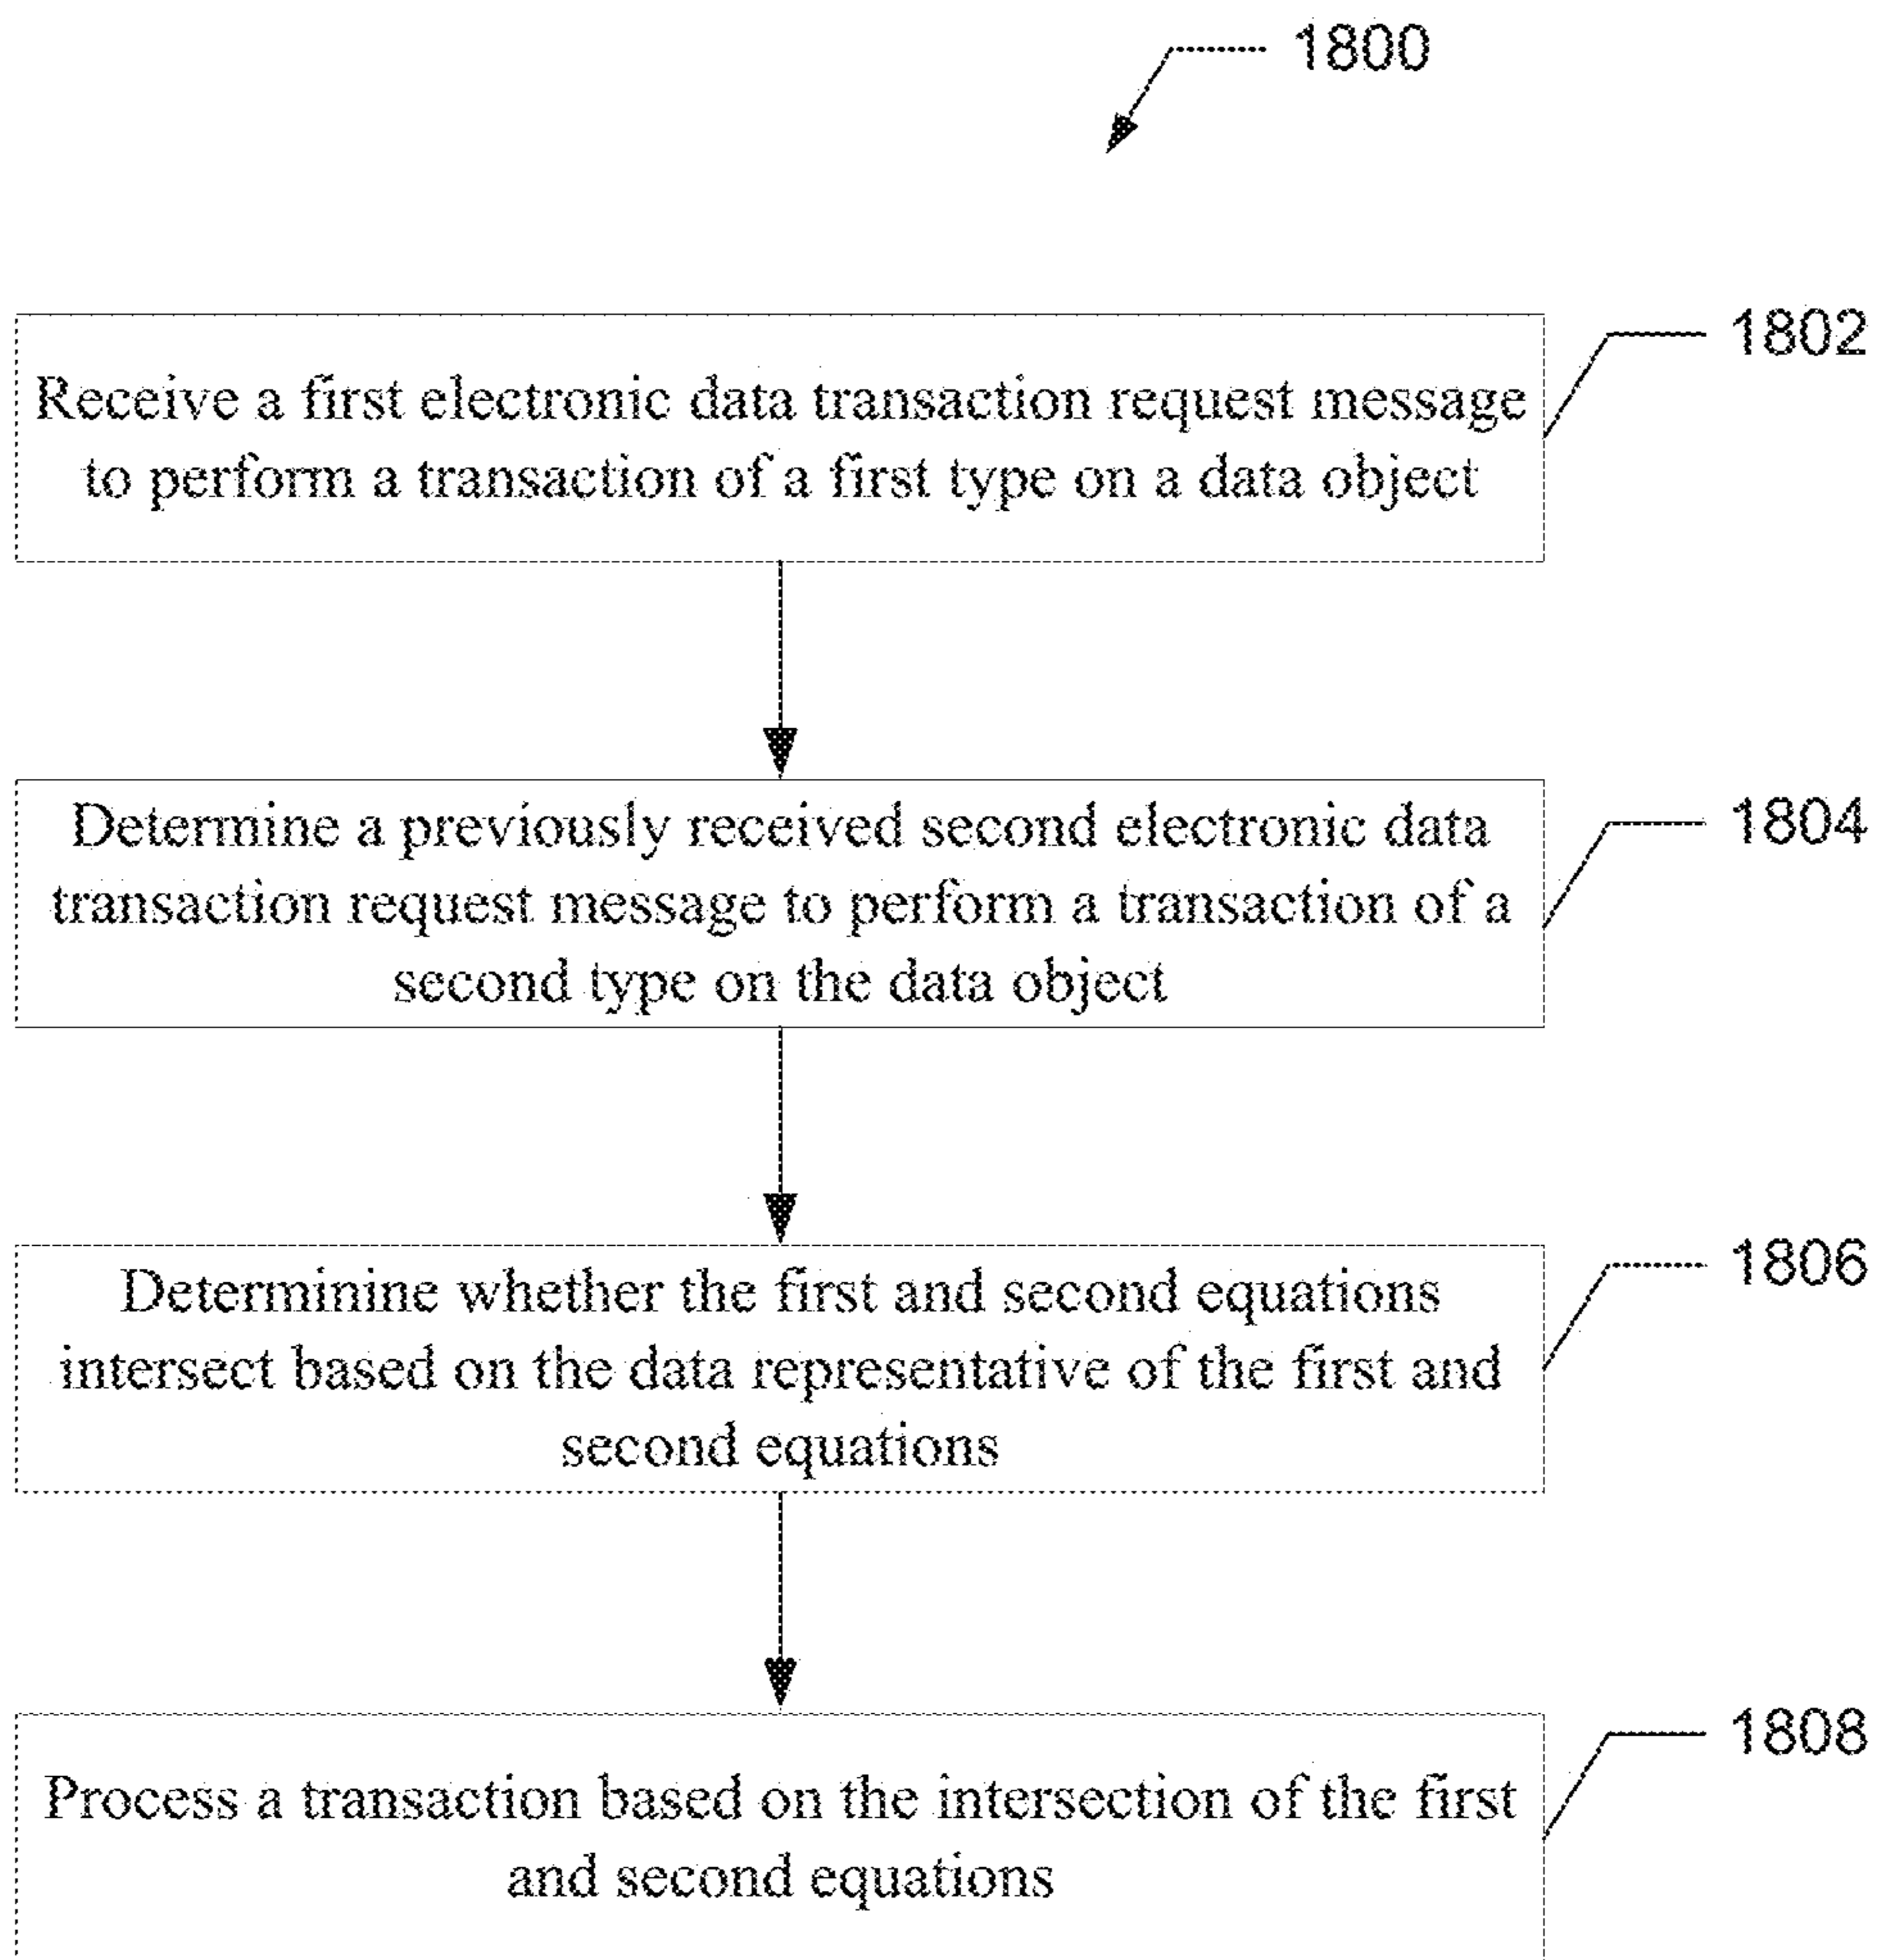 1800
Receive a first electronic data transaction request message
to perform a transaction of a first type on a data object
1802
Determine a previously received second electronic data
transaction request message to perform a transaction of a
second type on the data object
1804
Determinine whether the first and second equations
intersect based on the data representative of the first and
second equations
1806
Process a transaction based on the intersection of the first
and second equations
1808